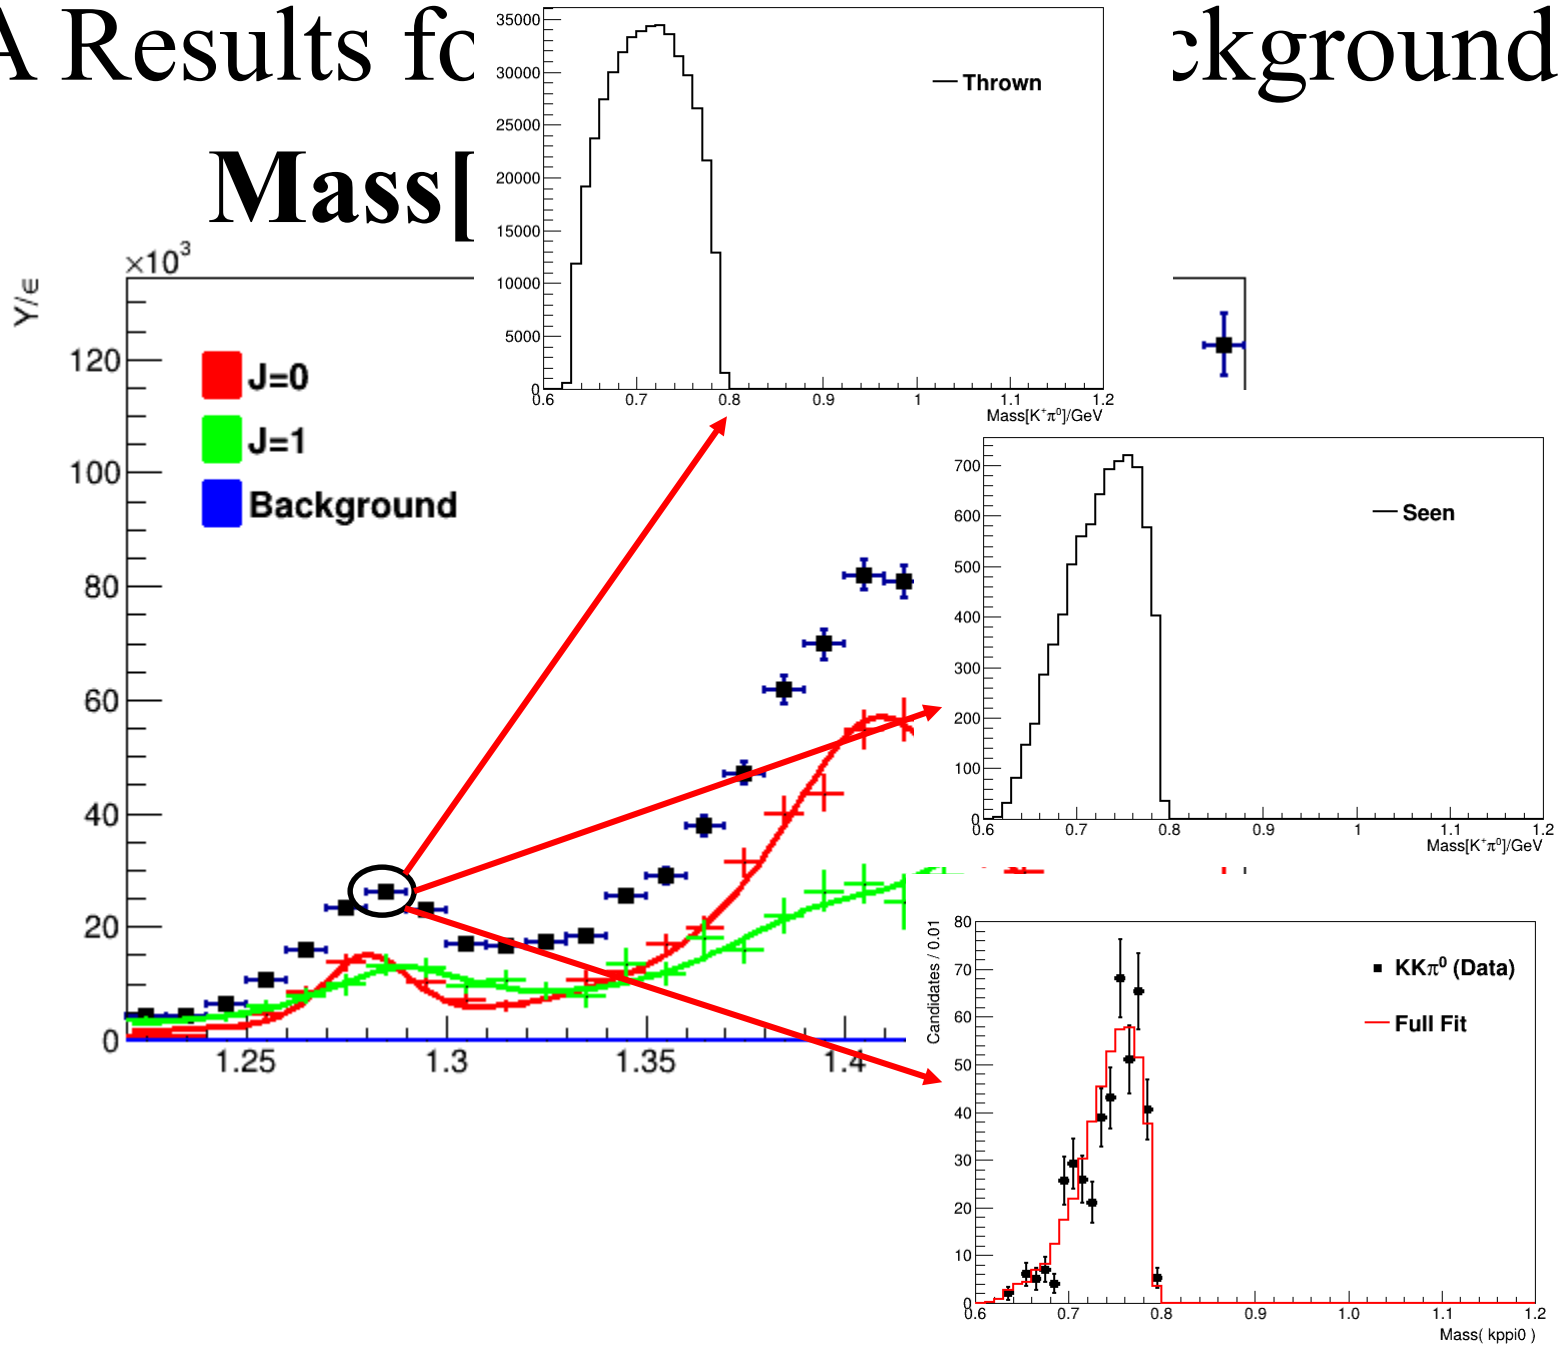 A Results fo ckground
Mass[
×10³
Y/ϵ
120
100
80
60
40
20
0
1.25 1.3 1.35 1.4
J=0
J=1
Background
35000
30000
25000
20000
15000
10000
5000
0
0.6 0.7 0.8 0.9 1 1.1 1.2
Mass[K⁺π⁰]/GeV
Thrown
700
600
500
400
300
200
100
0
0.6 0.7 0.8 0.9 1 1.1 1.2
Mass[K⁺π⁰]/GeV
Seen
Candidates / 0.01
80
70
60
50
40
30
20
10
0
0.6 0.7 0.8 0.9 1.0 1.1 1.2
Mass( kppi0 )
KKπ⁰ (Data)
Full Fit